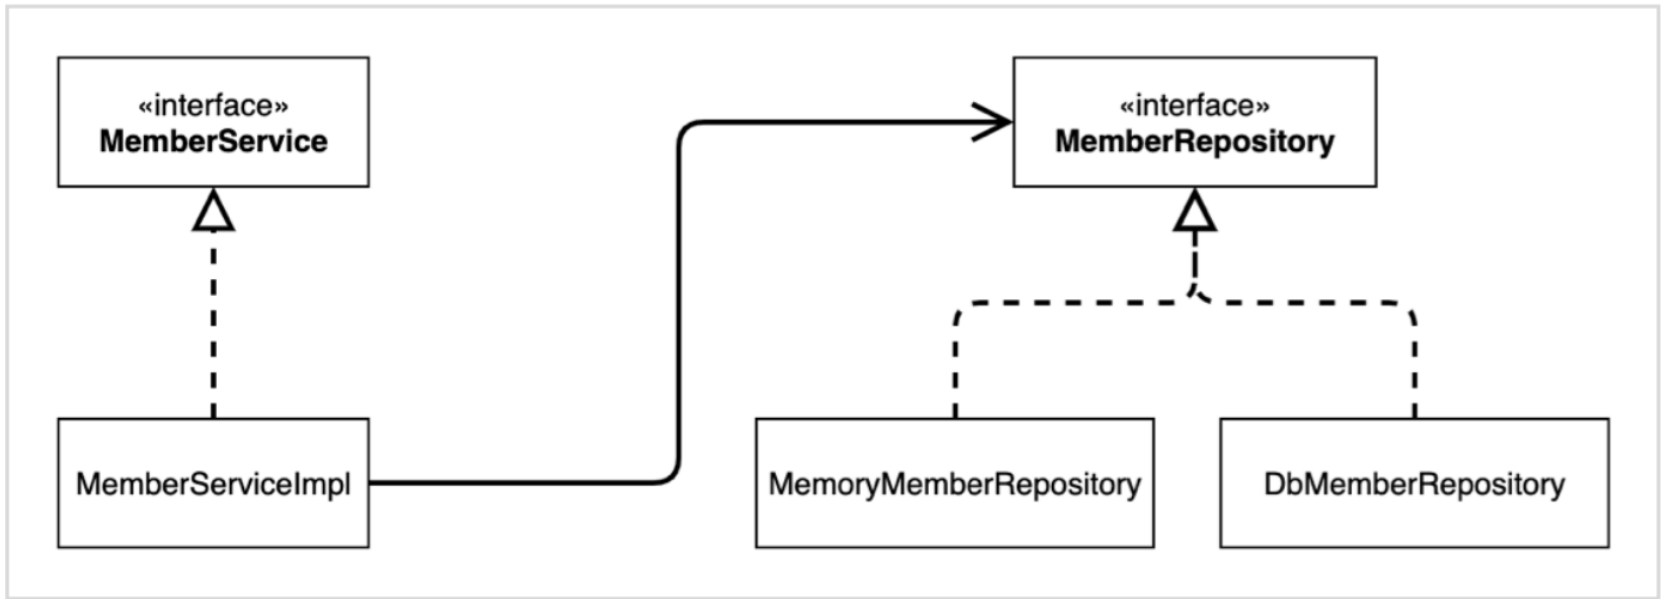 «interface»
MemberService
«interface»
MemberRepository
MemberServiceImpl
MemoryMemberRepository
DbMemberRepository